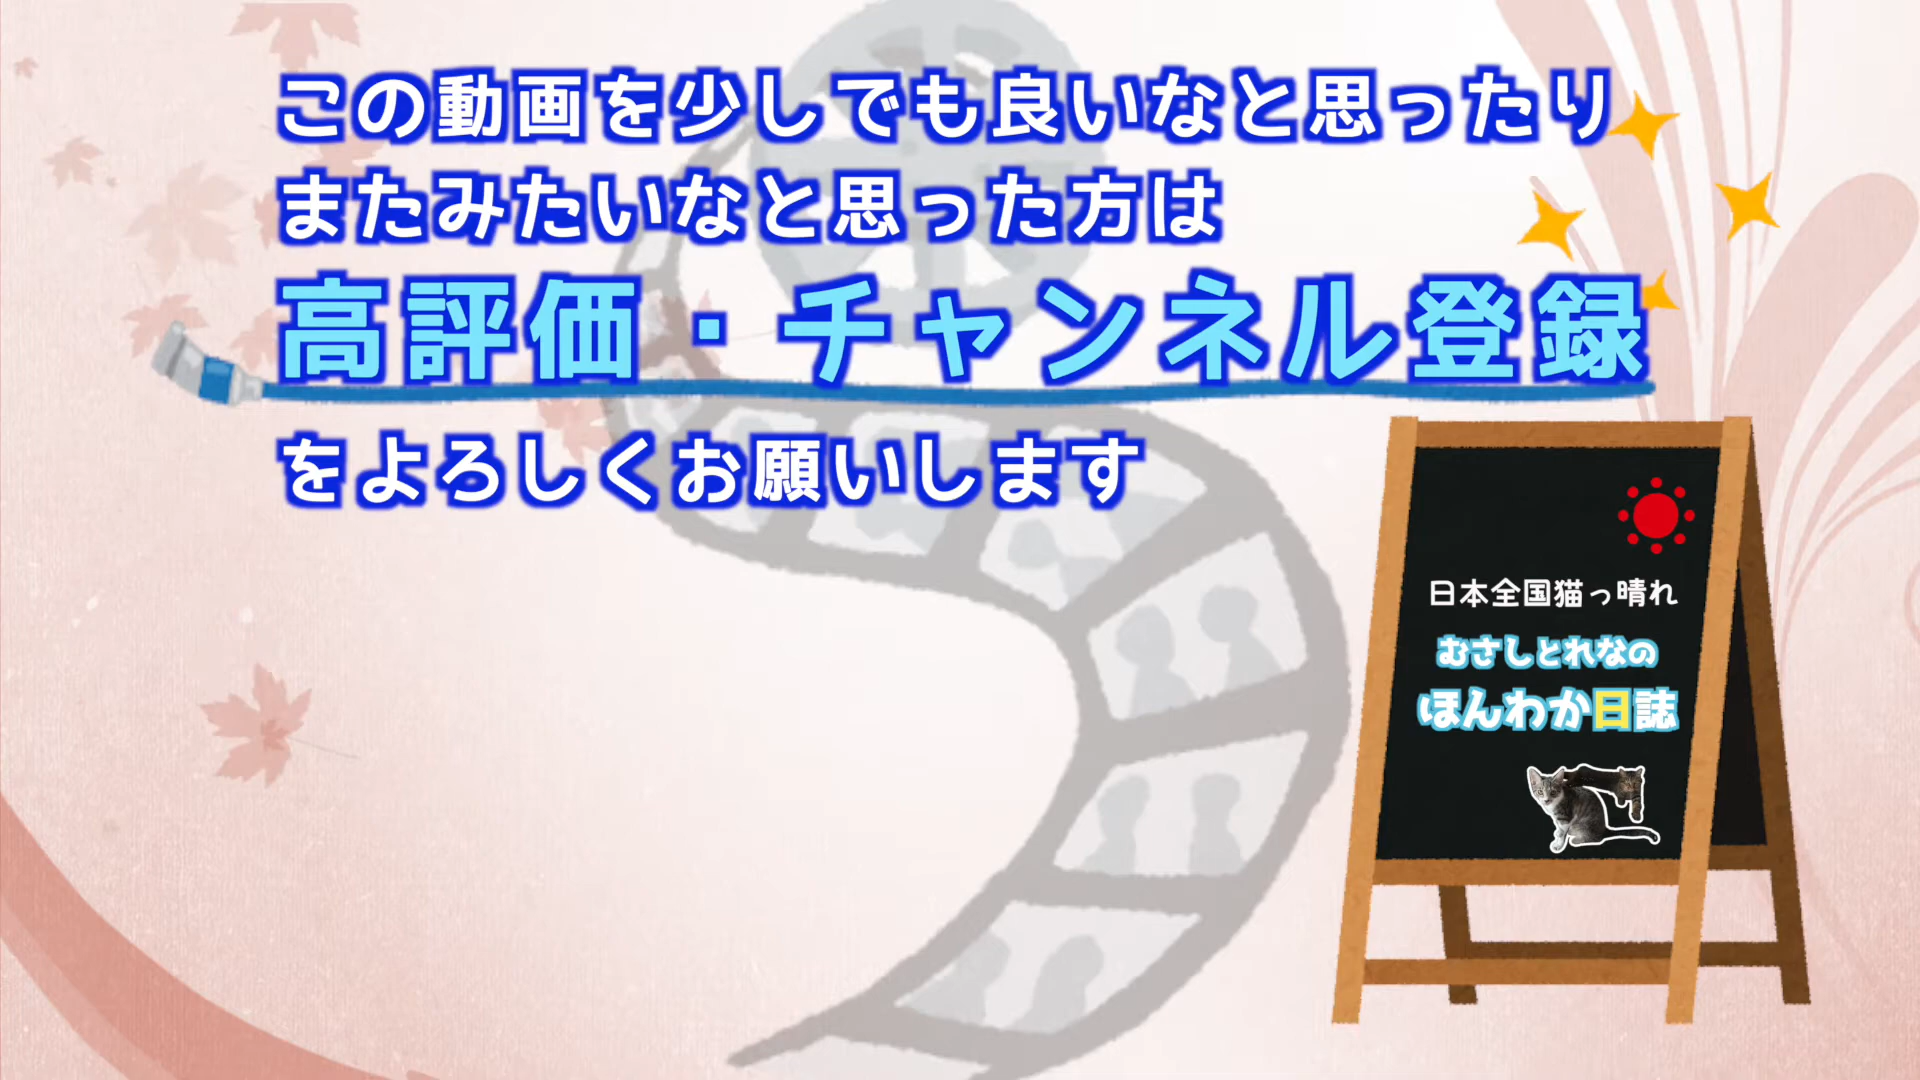 この動画を少しでも良いなと思ったり
またみたいなと思った方は
高評価・チャンネル登録
をよろしくお願いします
日本全国猫っ晴れ
むさしとれなの
ほんわか日誌